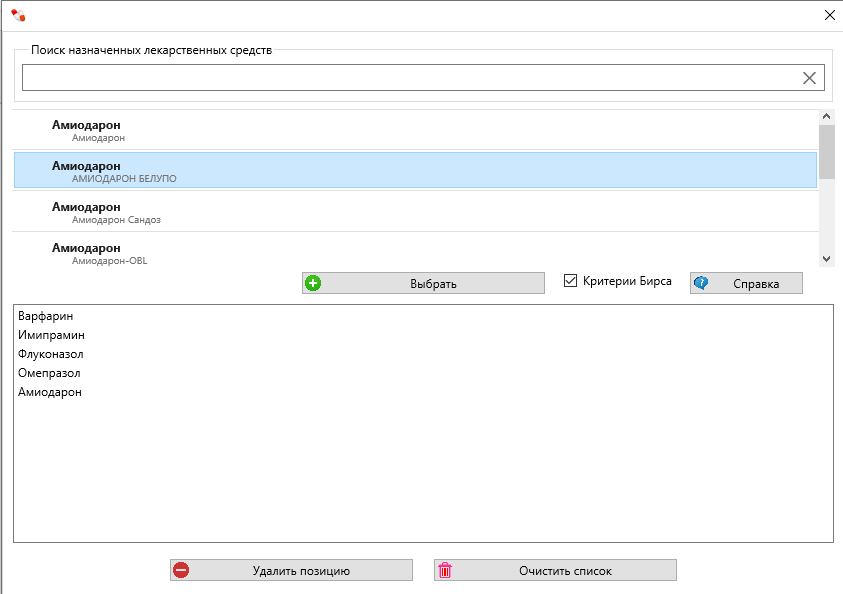 Поиск назначенных лекарственных средств
Амиодарон
Амиодарон
Амиодарон
АМИОДАРОН БЕЛУПО
Амиодарон
Амиодарон Сандоз
Амиодарон
Амиодарон-OBL
Выбрать
Критерии Бирса
Справка
Варфарин
Имипрамин
Флуконазол
Омепразол
Амиодарон
Удалить позицию
Очистить список